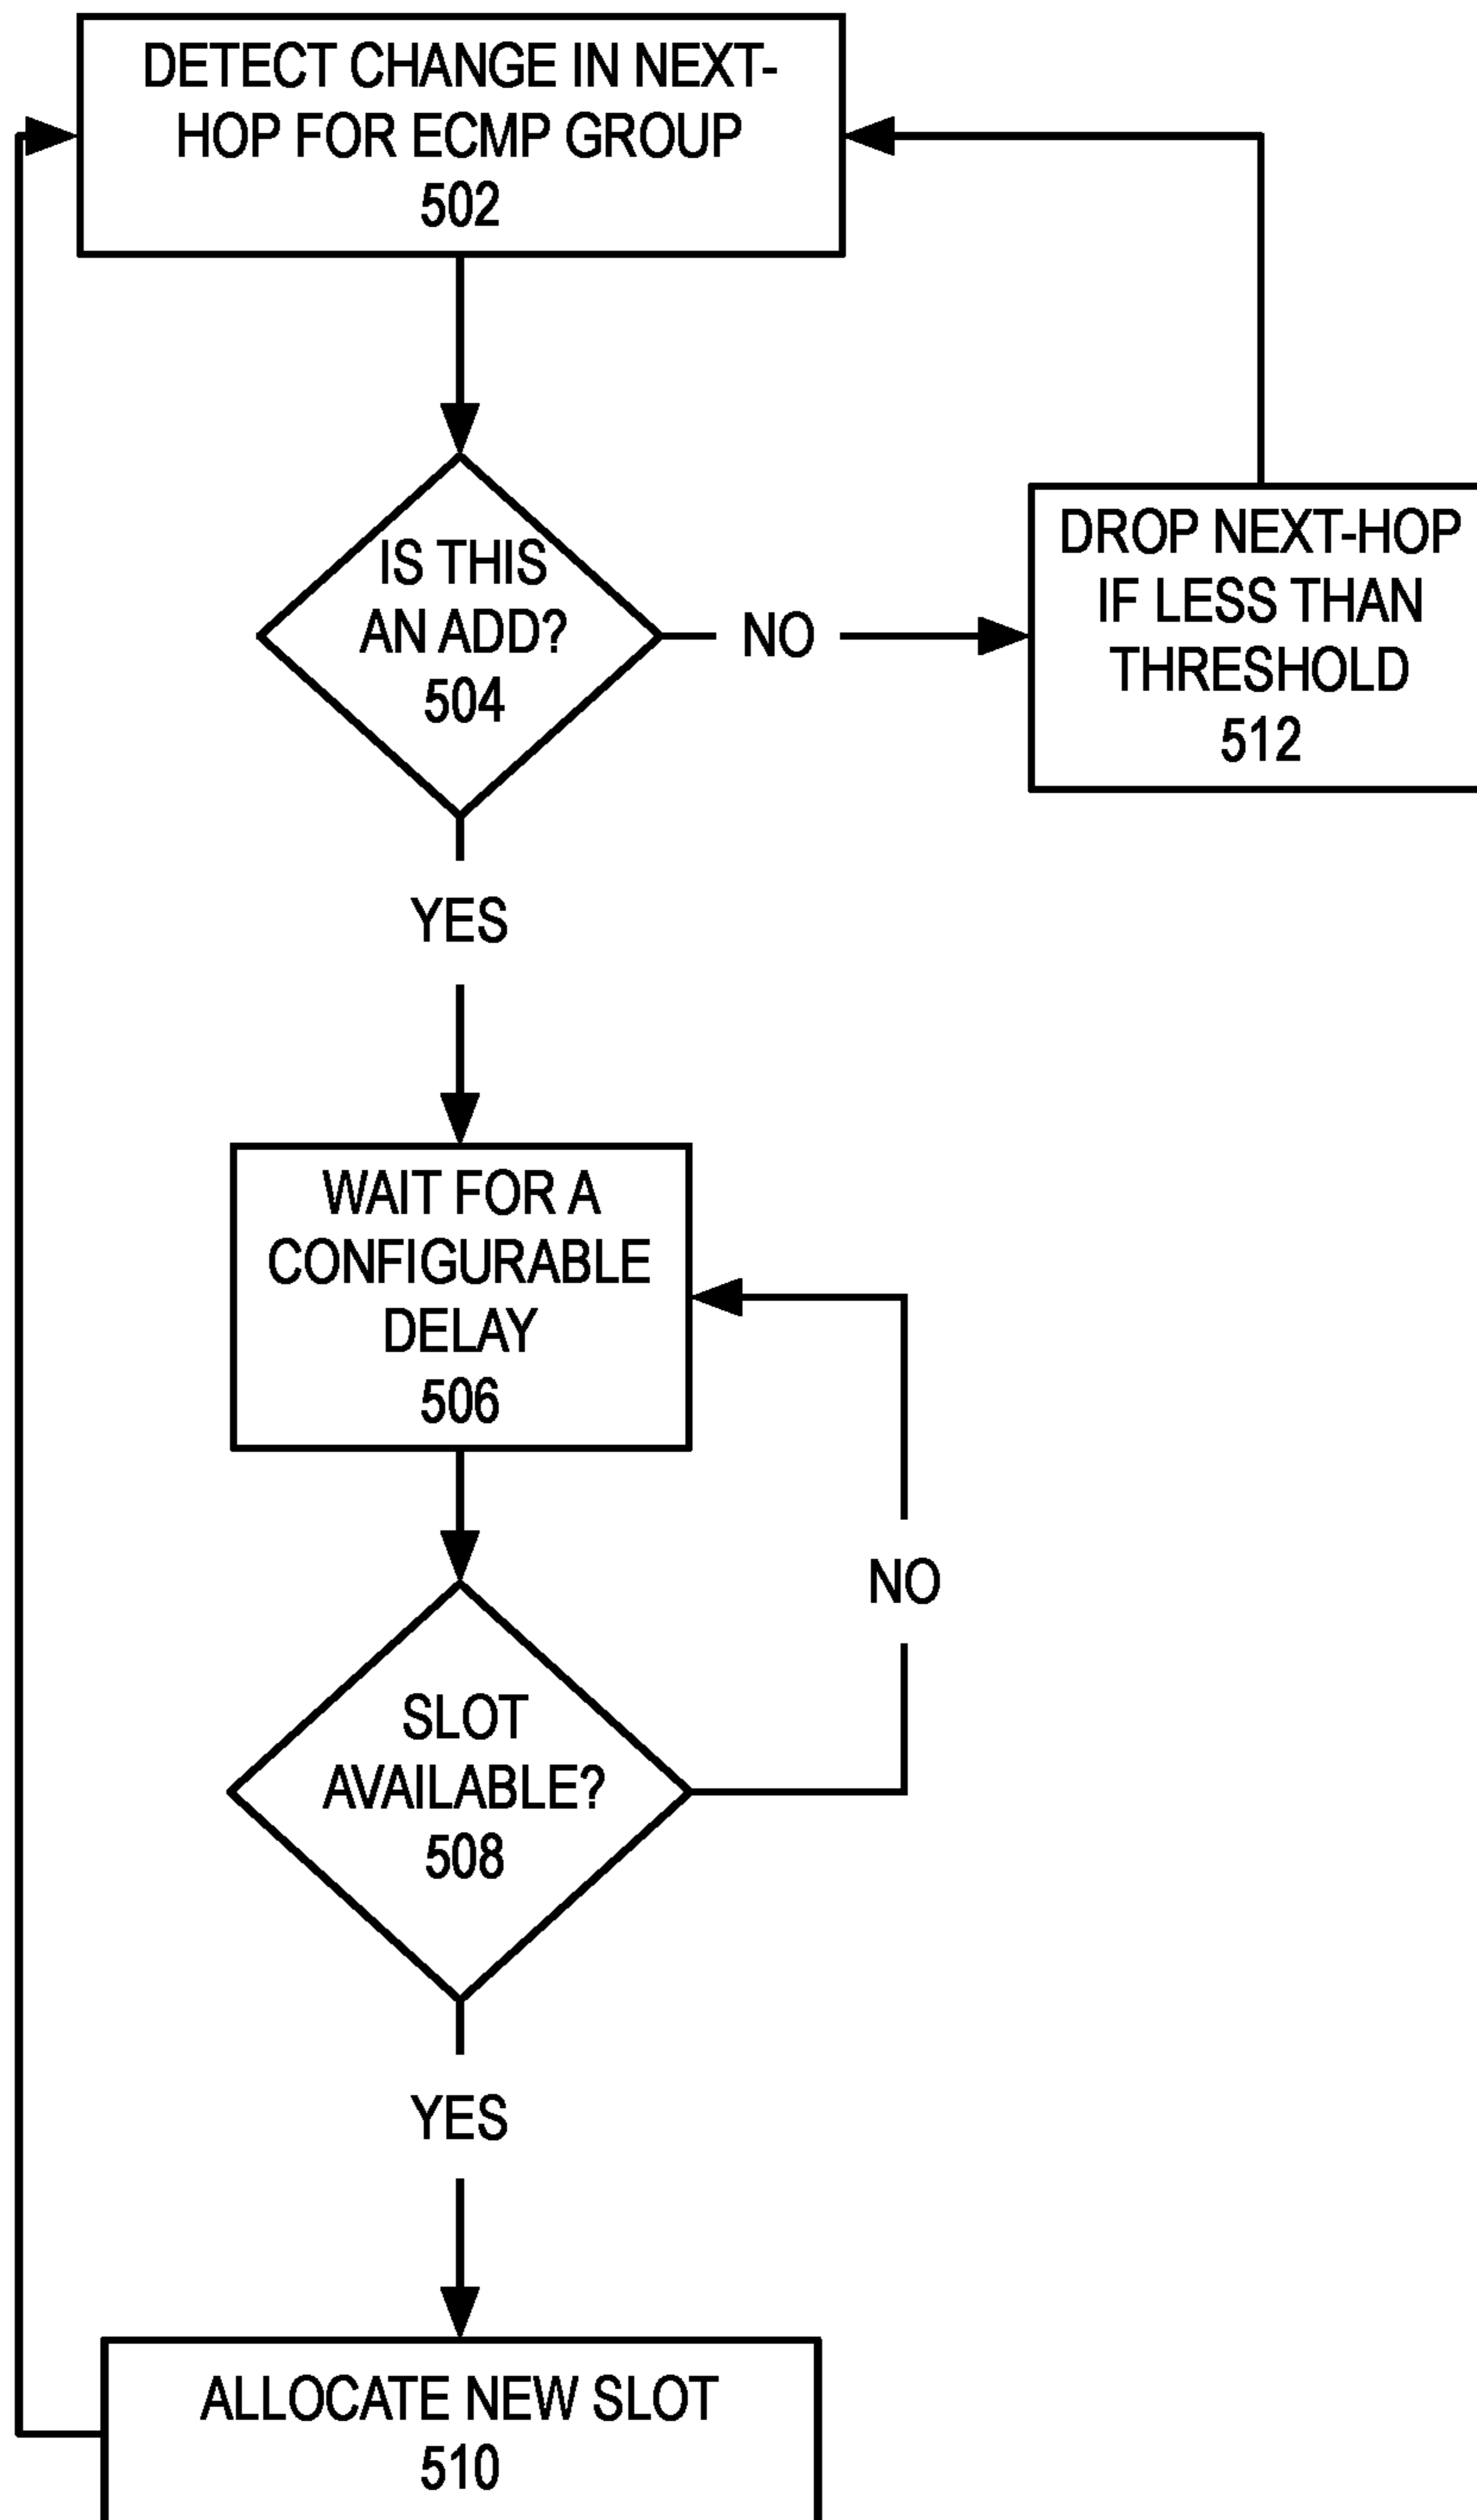 DETECT CHANGE IN NEXT-
HOP FOR ECMP GROUP
502
IS THIS
AN ADD?
504
NO
DROP NEXT-HOP
IF LESS THAN
THRESHOLD
512
YES
WAIT FOR A
CONFIGURABLE
DELAY
506
NO
SLOT
AVAILABLE?
508
YES
ALLOCATE NEW SLOT
510